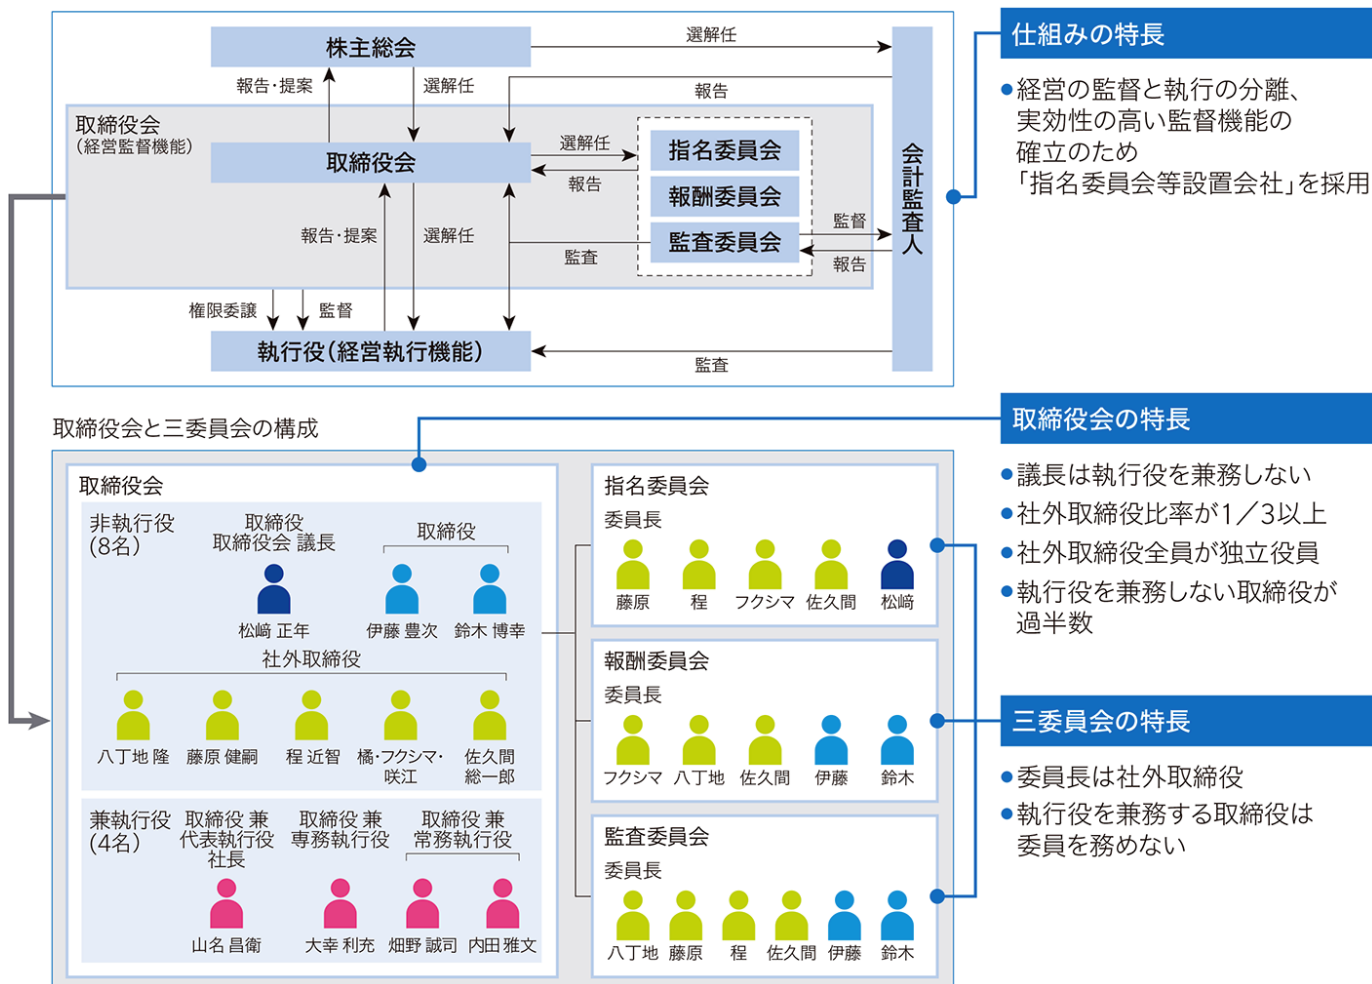 株主総会
選解任
報告・提案
選解任
報告
取締役会
(経営監督機能)
取締役会
選解任
報告
指名委員会
報酬委員会
監査委員会
監督
報告
報告・提案
選解任
監査
会計監査人
権限委譲
監督
執行役(経営執行機能)
監査
仕組みの特長
●経営の監督と執行の分離、
実効性の高い監督機能の
確立のため
「指名委員会等設置会社」を採用
取締役会と三委員会の構成
取締役会
非執行役
(8名)
取締役
取締役会 議長
取締役
松﨑 正年
伊藤 豊次
鈴木 博幸
社外取締役
八丁地 隆
藤原 健嗣
程 近智
橘・フクシマ・
咲江
佐久間
総一郎
兼執行役
(4名)
取締役 兼
代表執行役
社長
取締役 兼
専務執行役
取締役 兼
常務執行役
山名 昌衛
大幸 利充
畑野 誠司
内田 雅文
指名委員会
委員長
藤原
程
フクシマ
佐久間
松﨑
報酬委員会
委員長
フクシマ
八丁地
佐久間
伊藤
鈴木
監査委員会
委員長
八丁地
藤原
程
佐久間
伊藤
鈴木
取締役会の特長
●議長は執行役を兼務しない
●社外取締役比率が1/3以上
●社外取締役全員が独立役員
●執行役を兼務しない取締役が
過半数
三委員会の特長
●委員長は社外取締役
●執行役を兼務する取締役は
委員を務めない